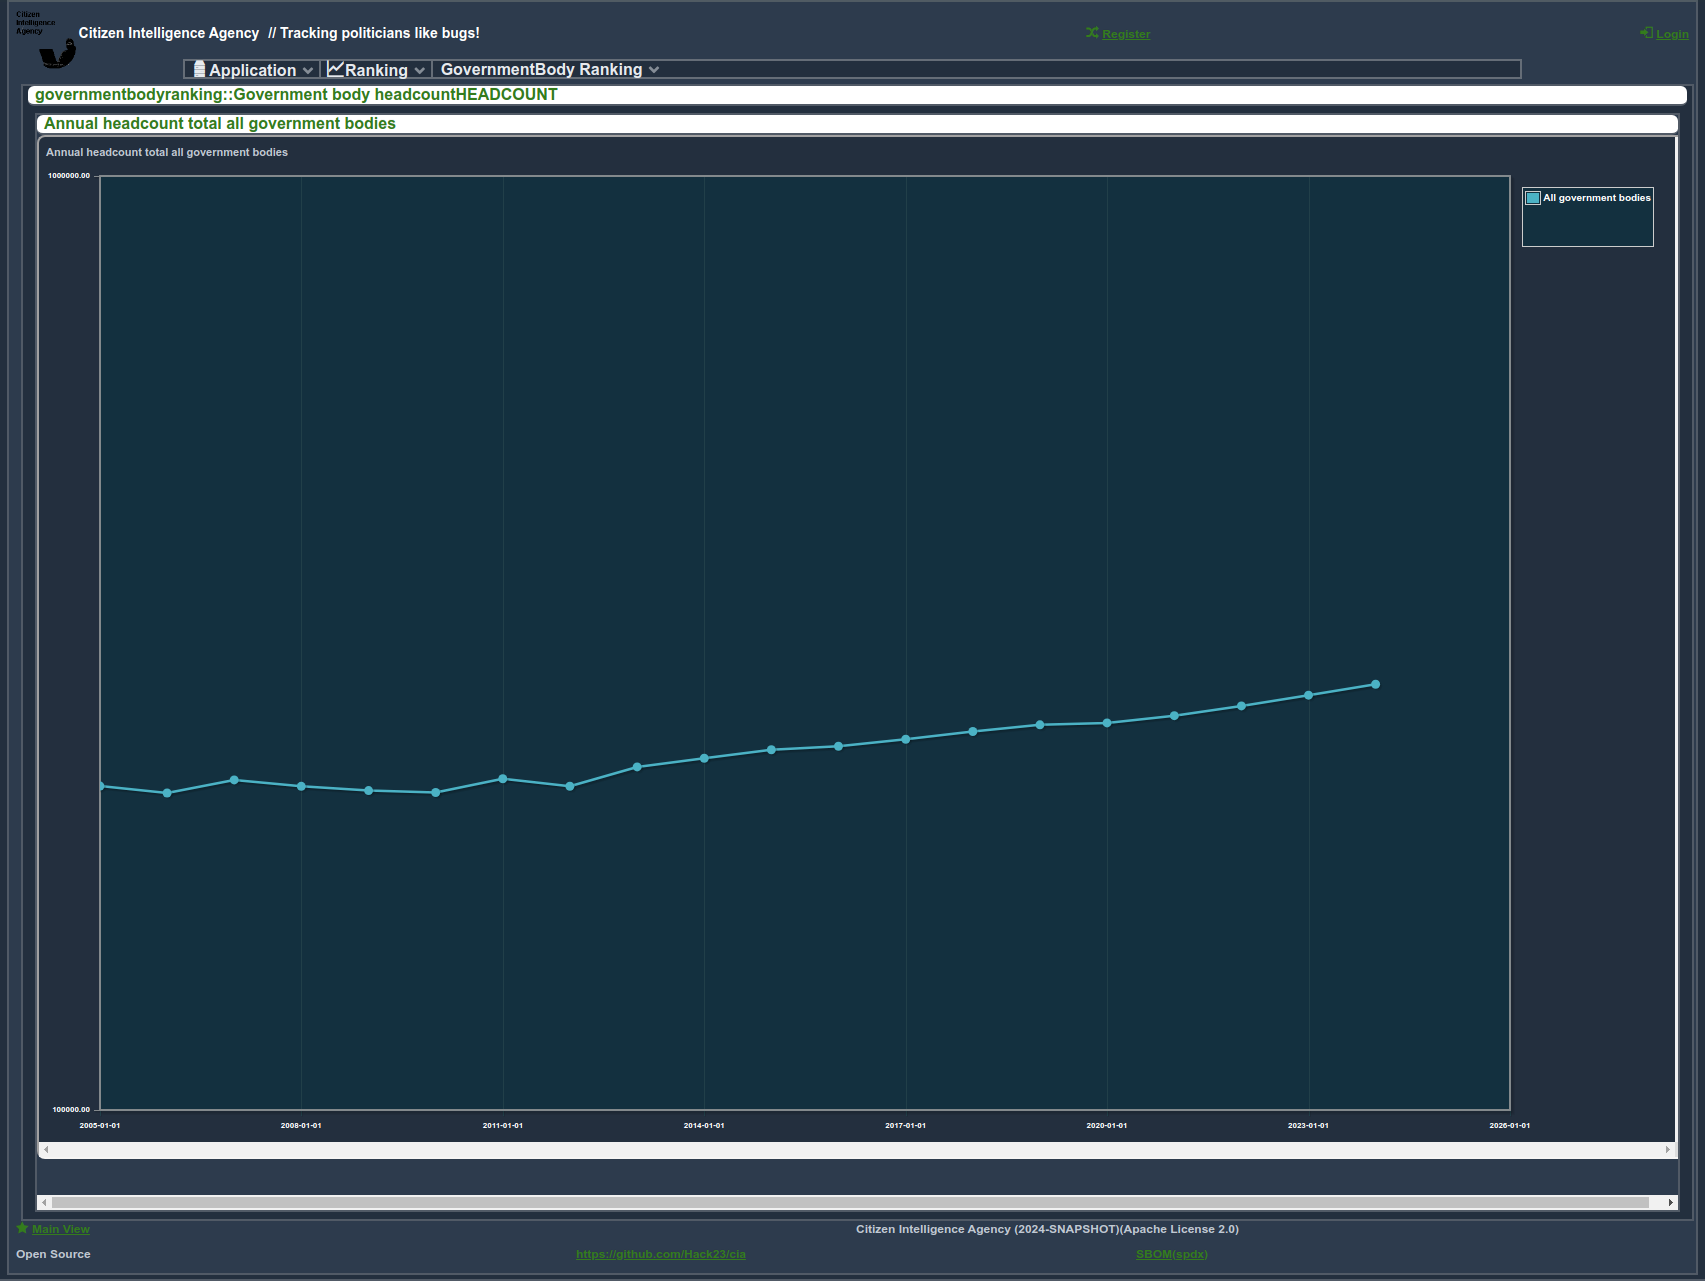 Citizen
Intelligence
Agency
Citizen Intelligence Agency // Tracking politicians like bugs!
Register
Login
Application
Ranking
GovernmentBody Ranking
governmentbodyranking::Government body headcountHEADCOUNT
Annual headcount total all government bodies
Annual headcount total all government bodies
1000000.00
All government bodies
100000.00
2005-01-01
2008-01-01
2011-01-01
2014-01-01
2017-01-01
2020-01-01
2023-01-01
2026-01-01
Main View
Citizen Intelligence Agency (2024-SNAPSHOT)(Apache License 2.0)
Open Source
https://github.com/Hack23/cia
SBOM(spdx)